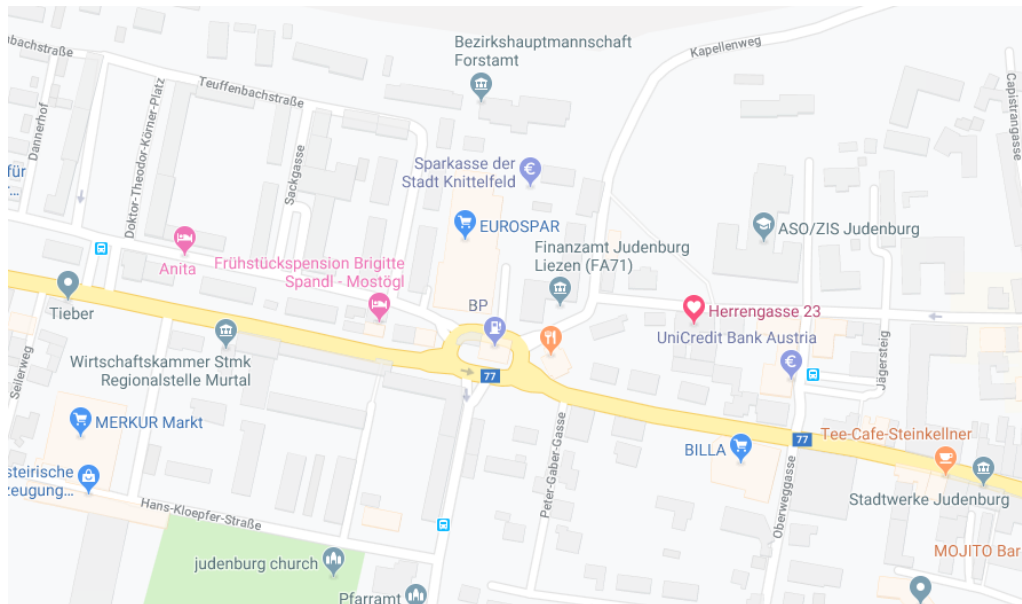 nbachstraße
Bezirkshauptmannschaft
Forstamt
Kapellenweg
Teuffenbachstraße
Capistrangasse
Dannerhof
Doktor-Theodor-Körner-Platz
Sackgasse
für
r...
Sparkasse der
Stadt Knittelfeld
EUROSPAR
ASO/ZIS Judenburg
Finanzamt Judenburg
Liezen (FA71)
Anita
Frühstückspension Brigitte
Spandl - Mostögl
Tieber
BP
Herrengasse 23
UniCredit Bank Austria
Wirtschaftskammer Stmk
Regionalstelle Murtal
Seilerweg
77
Jägersteig
MERKUR Markt
Peter-Gaber-Gasse
BILLA
77
Tee-Cafe-Steinkellner
steirische
zeugung...
Oberweggasse
Stadtwerke Judenburg
Hans-Kloepfer-Straße
judenburg church
MOJITO Bar
Pfarramt